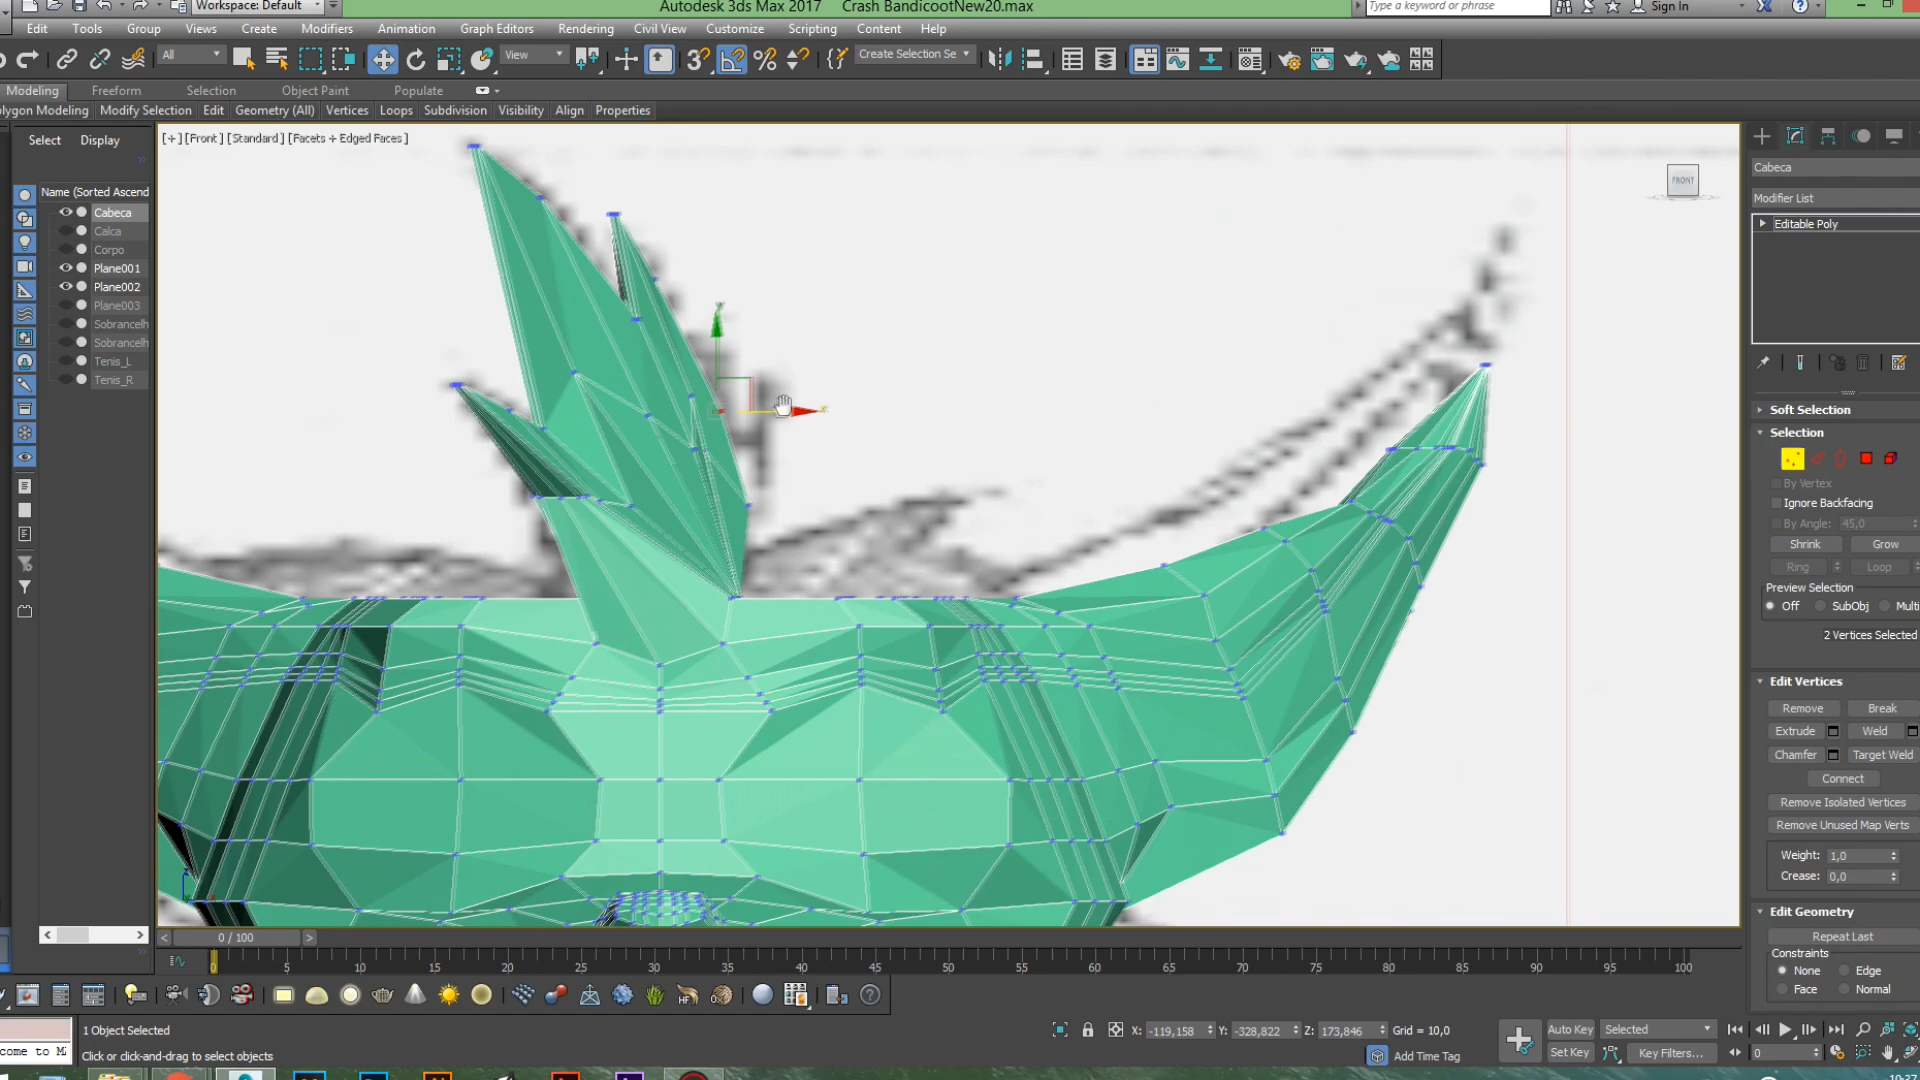 Workspace: Default
Autodesk 3ds Max 2017 Crash BandicootNew20.max
Type a keyword or phrase
Sign In
Edit Tools Group Views Create Modifiers Animation Graph Editors Rendering Civil View Customize Scripting Content Help
All
View
Create Selection Se
Modeling Freeform Selection Object Paint Populate
olygon Modeling Modify Selection Edit Geometry (All) Vertices Loops Subdivision Visibility Align Properties
Select Display
[+] [Front] [Standard] [Facets + Edged Faces]
FRONT
Name (Sorted Ascend
Cabeca
Calca
Corpo
Plane001
Plane002
Plane003
Sobrancelh
Sobrancelh
Tenis_L
Tenis_R
Cabeca
Modifier List
Editable Poly
Soft Selection
Selection
By Vertex
Ignore Backfacing
By Angle: 45,0
Shrink Grow
Ring Loop
Preview Selection
Off SubObj Multi
2 Vertices Selected
Edit Vertices
Remove Break
Extrude Weld
Chamfer Target Weld
Connect
Remove Isolated Vertices
Remove Unused Map Verts
Weight: 1,0
Crease: 0,0
Edit Geometry
Repeat Last
Constraints
None Edge
Face Normal
0 / 100
0 5 10 15 20 25 30 35 40 45 50 55 60 65 70 75 80 85 90 95 100
HF
1 Object Selected
X: -119,158 Y: -328,822 Z: 173,846 Grid = 10,0
Auto Key Selected
come to M
Click or click-and-drag to select objects
Add Time Tag
Set Key Key Filters... 0